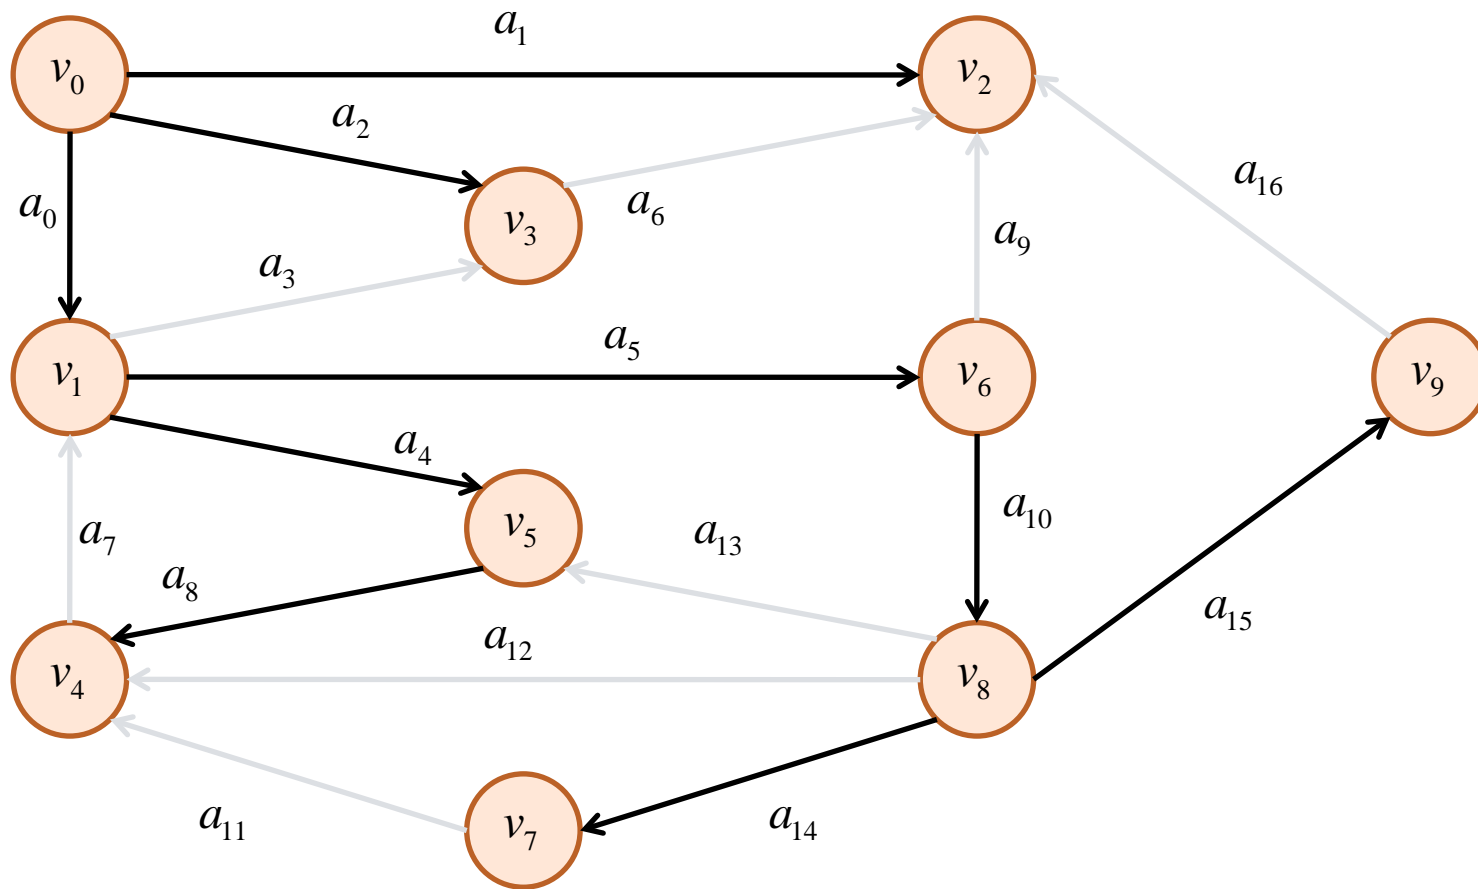 a₁
v₀
v₂
a₂
a₁₆
a₀
v₃
a₆
a₉
a₃
a₅
v₁
v₆
v₉
a₄
a₁₀
v₅
a₁₃
a₇
a₈
a₁₅
a₁₂
v₄
v₈
a₁₁
v₇
a₁₄